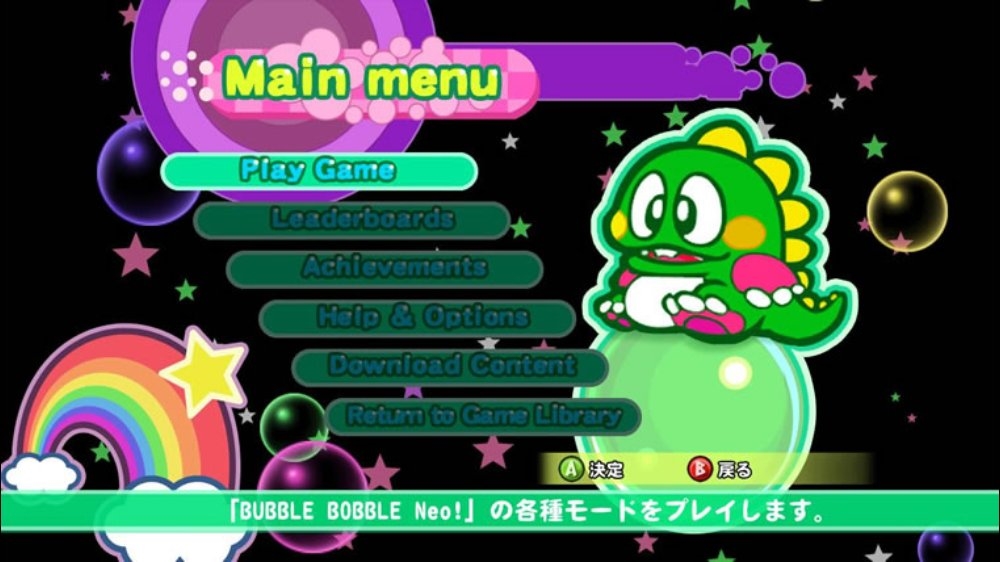 Main menu
Play Game
Leaderboards
Achievements
Help & Options
Download Content
Return to Game Library
A 決定 B 戻る
「BUBBLE BOBBLE Neo!」の各種モードをプレイします。